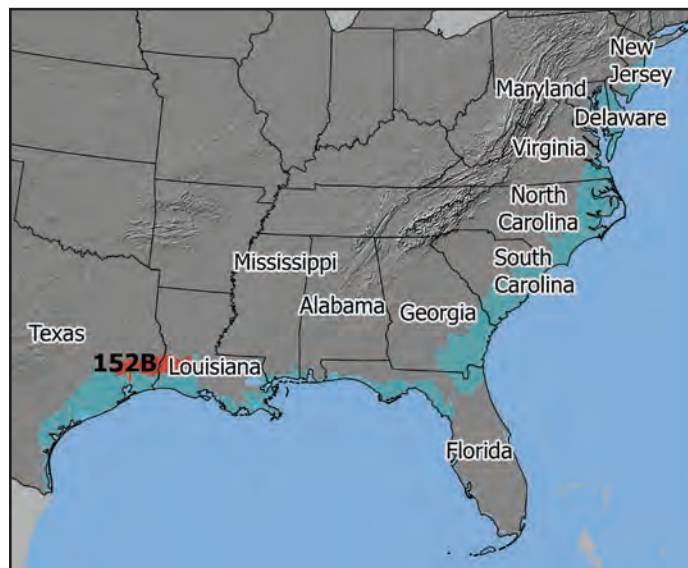 New
Jersey
Maryland
Delaware
Virginia
North
Carolina
South
Carolina
Mississippi
Alabama
Georgia
Texas
152B
Louisiana
Florida